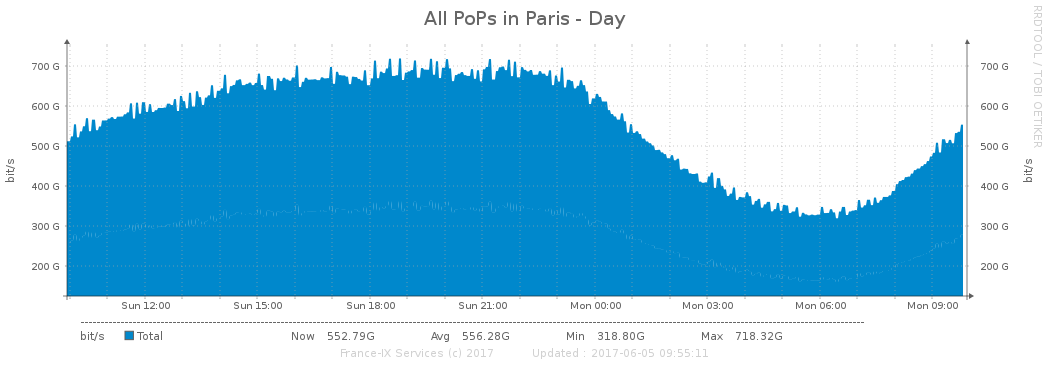 All PoPs in Paris - Day
RRDTOOL / TOBI OETIKER
bit/s
bit/s
700 G 700 G
600 G 600 G
500 G 500 G
400 G 400 G
300 G 300 G
200 G 200 G
Sun 12:00 Sun 15:00 Sun 18:00 Sun 21:00 Mon 00:00 Mon 03:00 Mon 06:00 Mon 09:00
bit/s Total Now 552.79G Avg 556.28G Min 318.80G Max 718.32G
France-IX Services (c) 2017 Updated : 2017-06-05 09:55:11